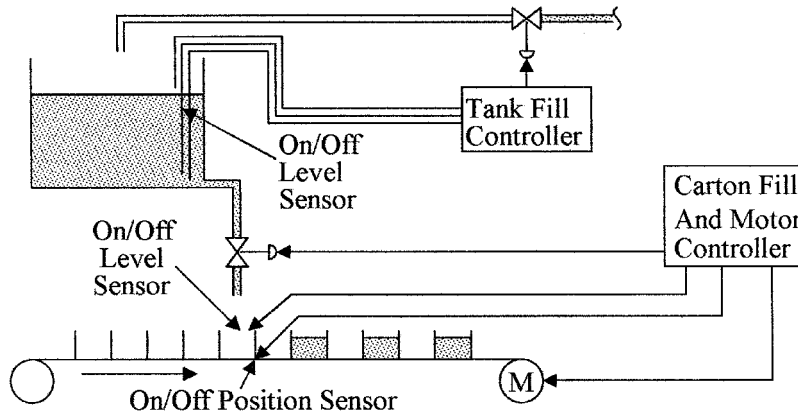 Tank Fill
Controller
On/Off
Level
Sensor
Carton Fill
And Motor
Controller
On/Off
Level
Sensor
M
On/Off Position Sensor